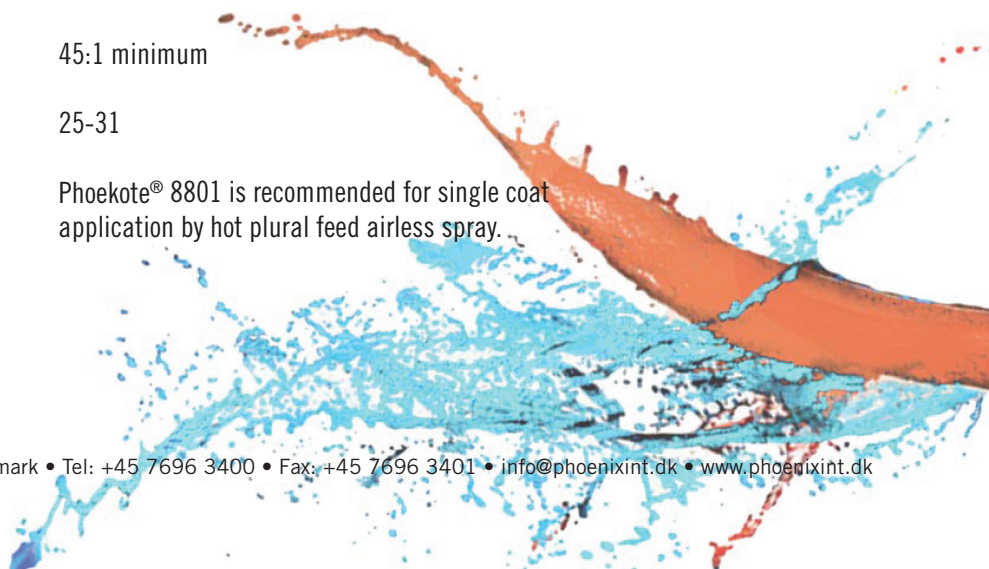 45:1 minimum
25-31
Phoekote® 8801 is recommended for single coat
application by hot plural feed airless spray.
mark • Tel: +45 7696 3400 • Fax: +45 7696 3401 • info@phoenixint.dk • www.phoenixint.dk